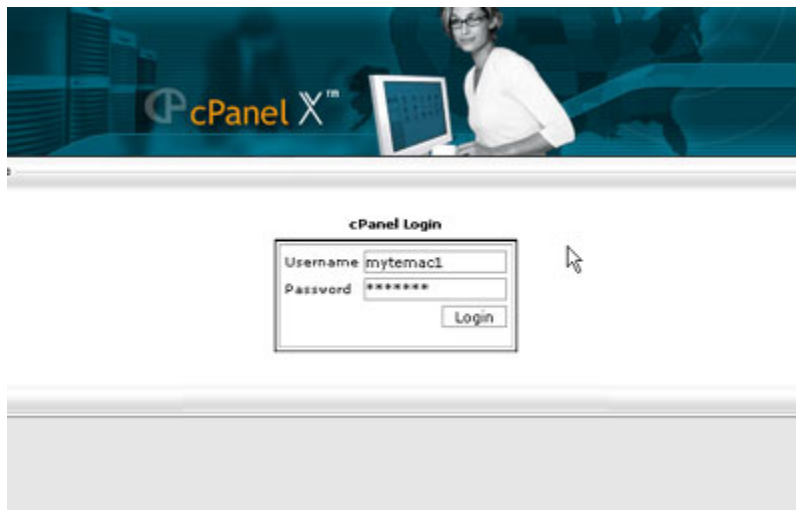 cPanel X™
cPanel Login
Username mytemac1
Password *******
Login